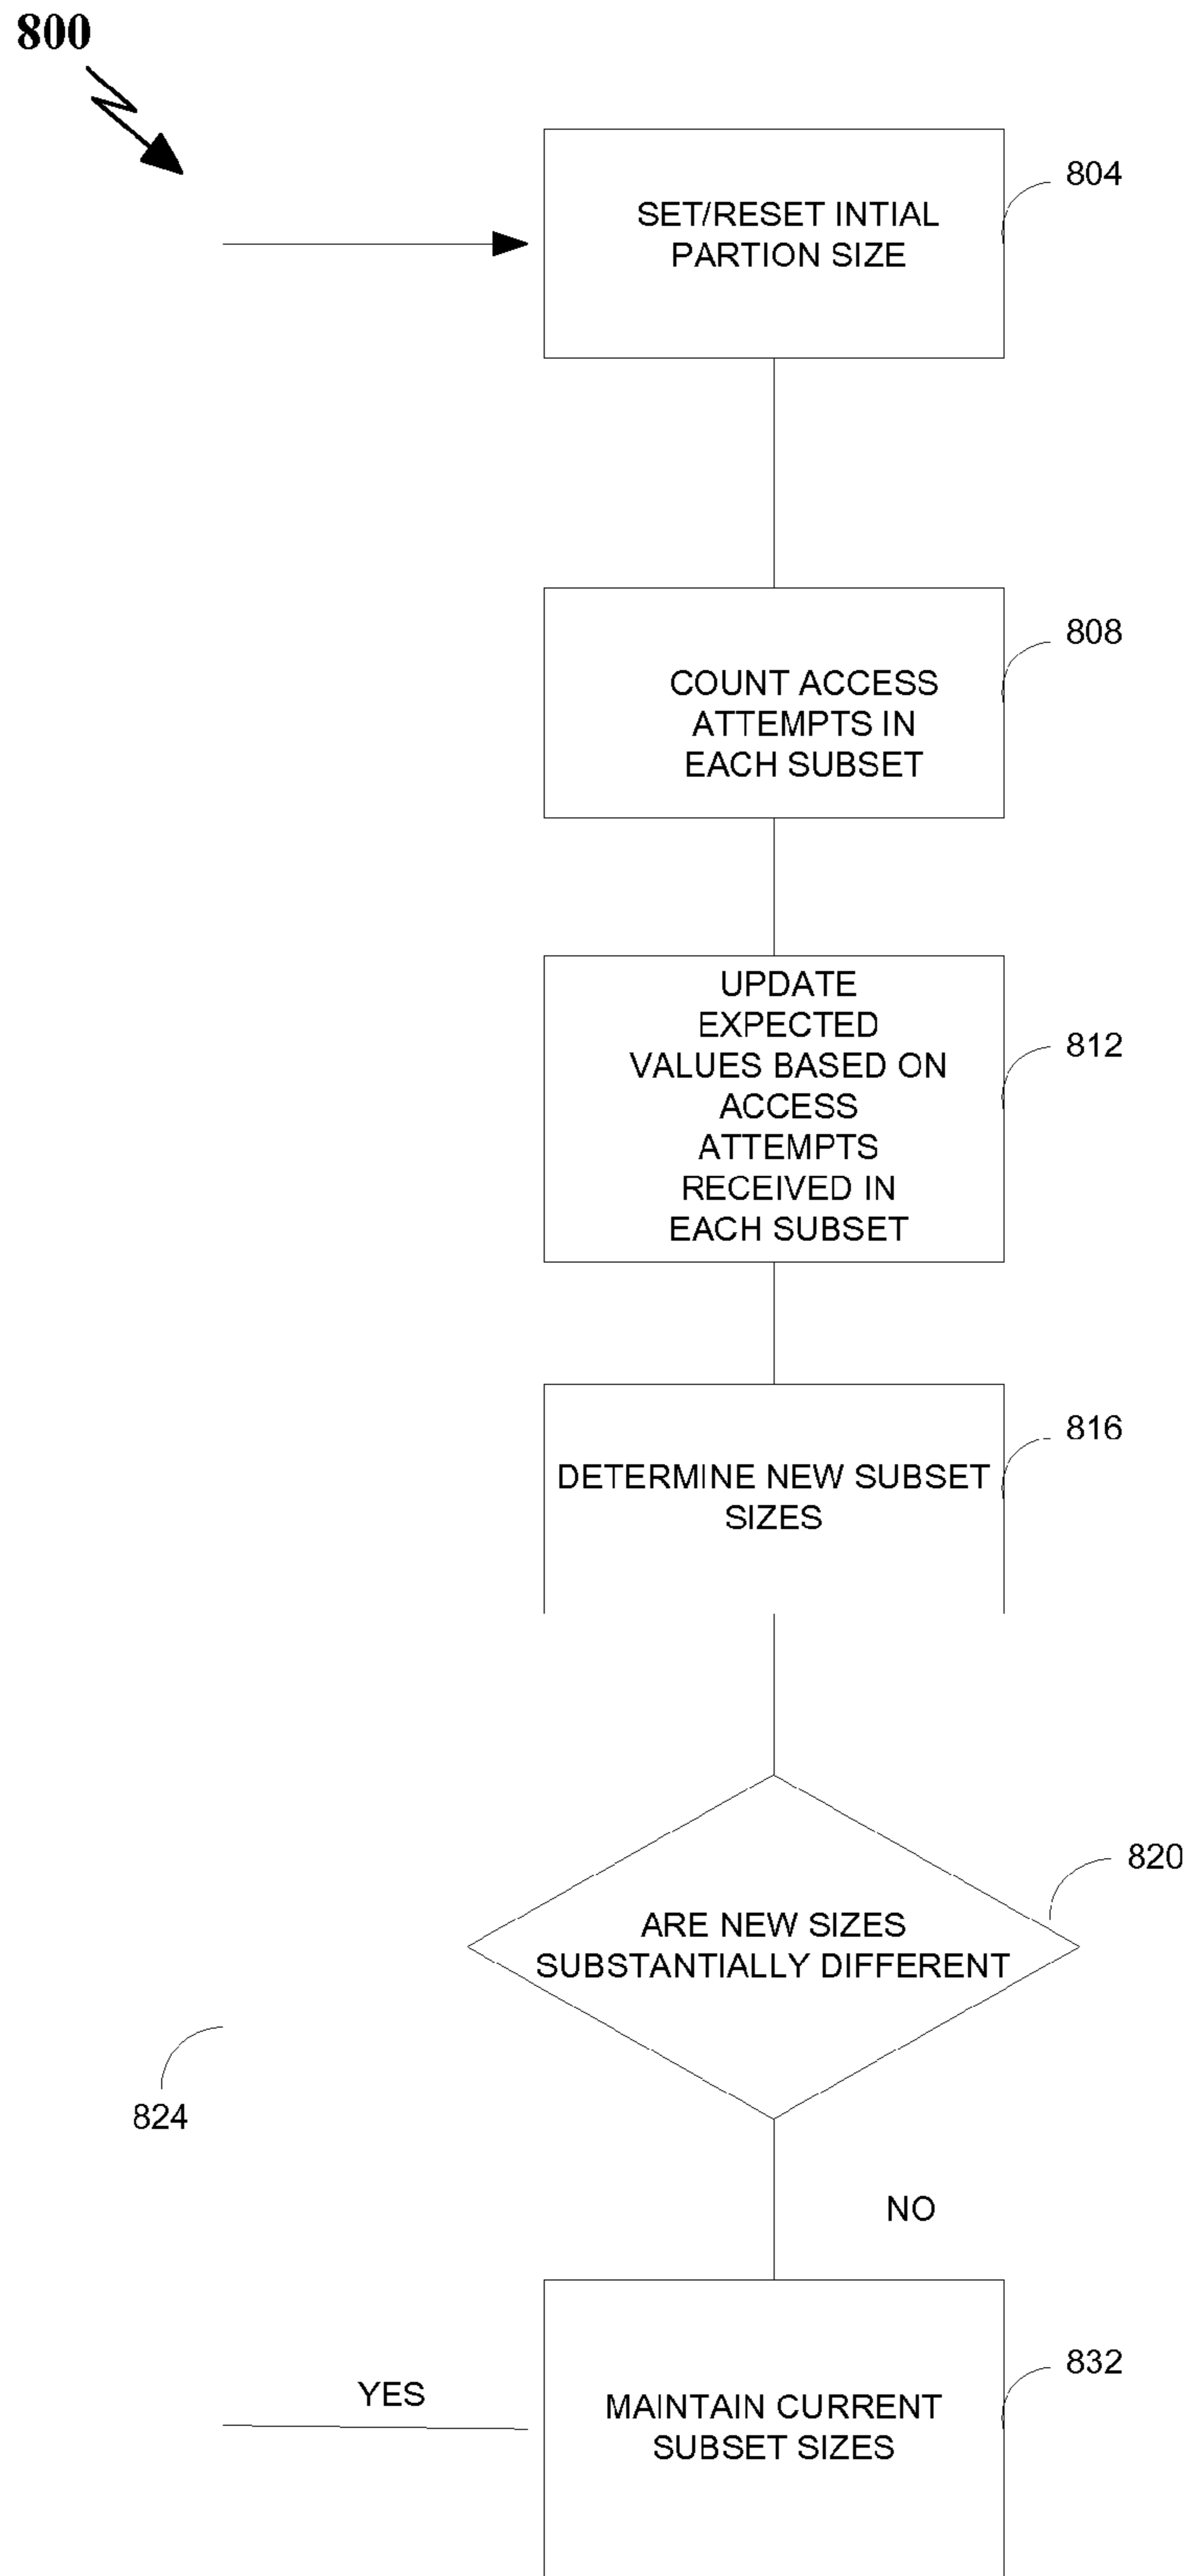 800
804
SET/RESET INTIAL
PARTION SIZE
808
COUNT ACCESS
ATTEMPTS IN
EACH SUBSET
UPDATE
EXPECTED
812
VALUES BASED ON
ACCESS
ATTEMPTS
RECEIVED IN
EACH SUBSET
816
DETERMINE NEW SUBSET
SIZES
820
ARE NEW SIZES
SUBSTANTIALLY DIFFERENT
824
NO
832
YES
MAINTAIN CURRENT
SUBSET SIZES